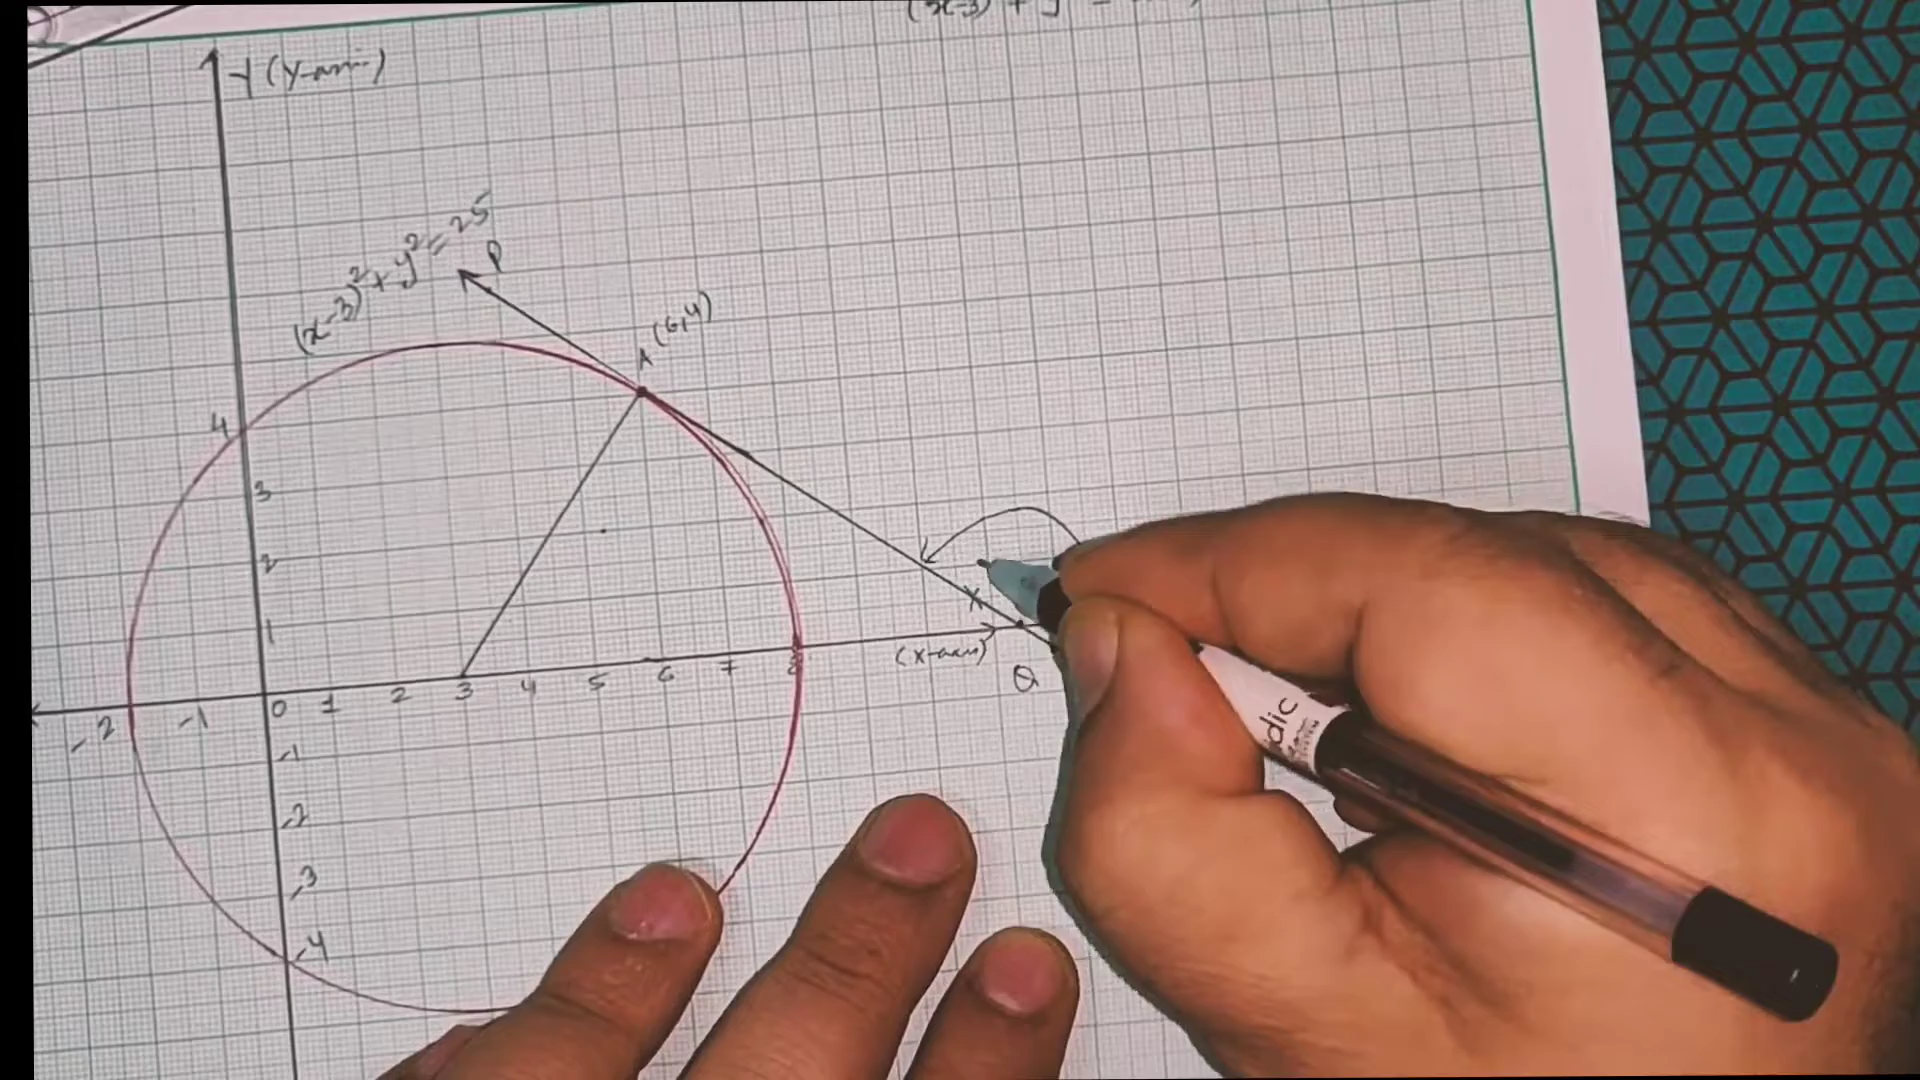 Y (Y-axis)
(x-3)²+y²=25
P
A (6,4)
4
3
2
1
X
(x-axis)
Q
-2 -1 0 1 2 3 4 5 6 7 8
-1
-2
-3
-4
dic